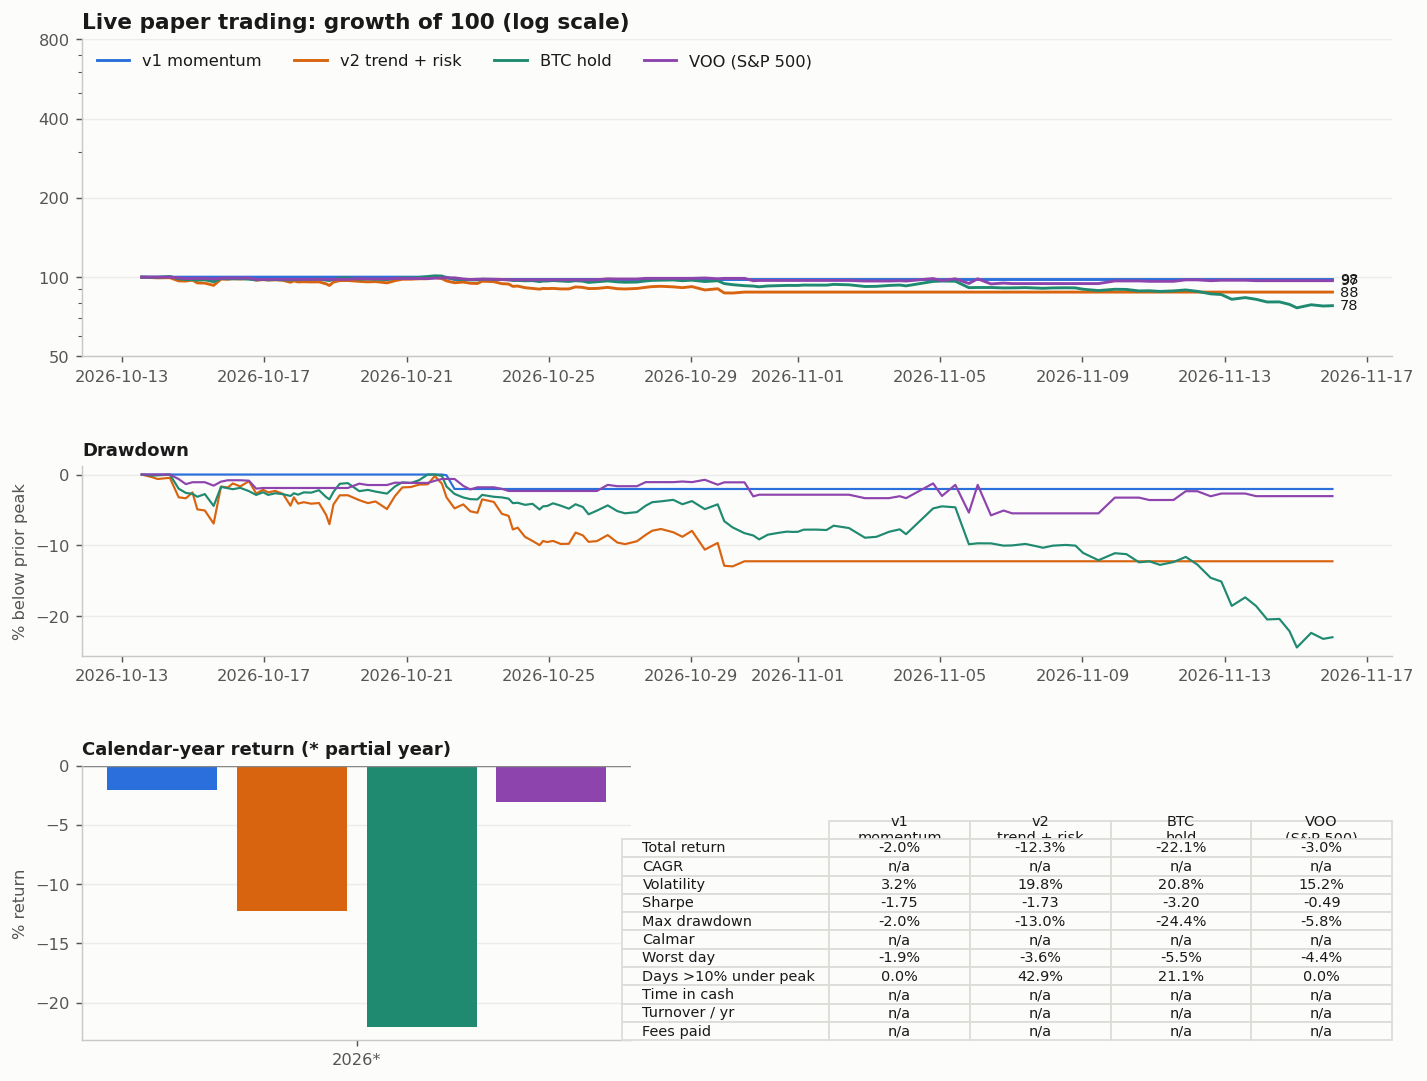 Live paper trading: growth of 100 (log scale)
800
v1 momentum v2 trend + risk BTC hold VOO (S&P 500)
400
200
100
50
98
88
78
2026-10-13 2026-10-17 2026-10-21 2026-10-25 2026-10-29 2026-11-01 2026-11-05 2026-11-09 2026-11-13 2026-11-17
Drawdown
% below prior peak
0
−10
−20
2026-10-13 2026-10-17 2026-10-21 2026-10-25 2026-10-29 2026-11-01 2026-11-05 2026-11-09 2026-11-13 2026-11-17
Calendar-year return (* partial year)
% return
0
−5
−10
−15
−20
2026*
v1 momentum v2 trend + risk BTC hold VOO (S&P 500)
Total return -2.0% -12.3% -22.1% -3.0%
CAGR n/a n/a n/a n/a
Volatility 3.2% 19.8% 20.8% 15.2%
Sharpe -1.75 -1.73 -3.20 -0.49
Max drawdown -2.0% -13.0% -24.4% -5.8%
Calmar n/a n/a n/a n/a
Worst day -1.9% -3.6% -5.5% -4.4%
Days >10% under peak 0.0% 42.9% 21.1% 0.0%
Time in cash n/a n/a n/a n/a
Turnover / yr n/a n/a n/a n/a
Fees paid n/a n/a n/a n/a